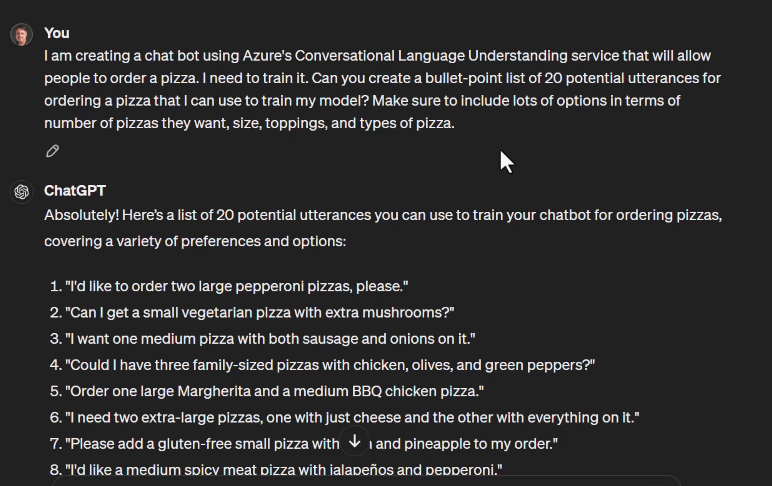 You
I am creating a chat bot using Azure's Conversational Language Understanding service that will allow
people to order a pizza. I need to train it. Can you create a bullet-point list of 20 potential utterances for
ordering a pizza that I can use to train my model? Make sure to include lots of options in terms of
number of pizzas they want, size, toppings, and types of pizza.
ChatGPT
Absolutely! Here's a list of 20 potential utterances you can use to train your chatbot for ordering pizzas,
covering a variety of preferences and options:
1. "I'd like to order two large pepperoni pizzas, please."
2. "Can I get a small vegetarian pizza with extra mushrooms?"
3. "I want one medium pizza with both sausage and onions on it."
4. "Could I have three family-sized pizzas with chicken, olives, and green peppers?"
5. "Order one large Margherita and a medium BBQ chicken pizza."
6. "I need two extra-large pizzas, one with just cheese and the other with everything on it."
7. "Please add a gluten-free small pizza with and pineapple to my order."
8. "I'd like a medium spicy meat pizza with jalapeños and pepperoni."